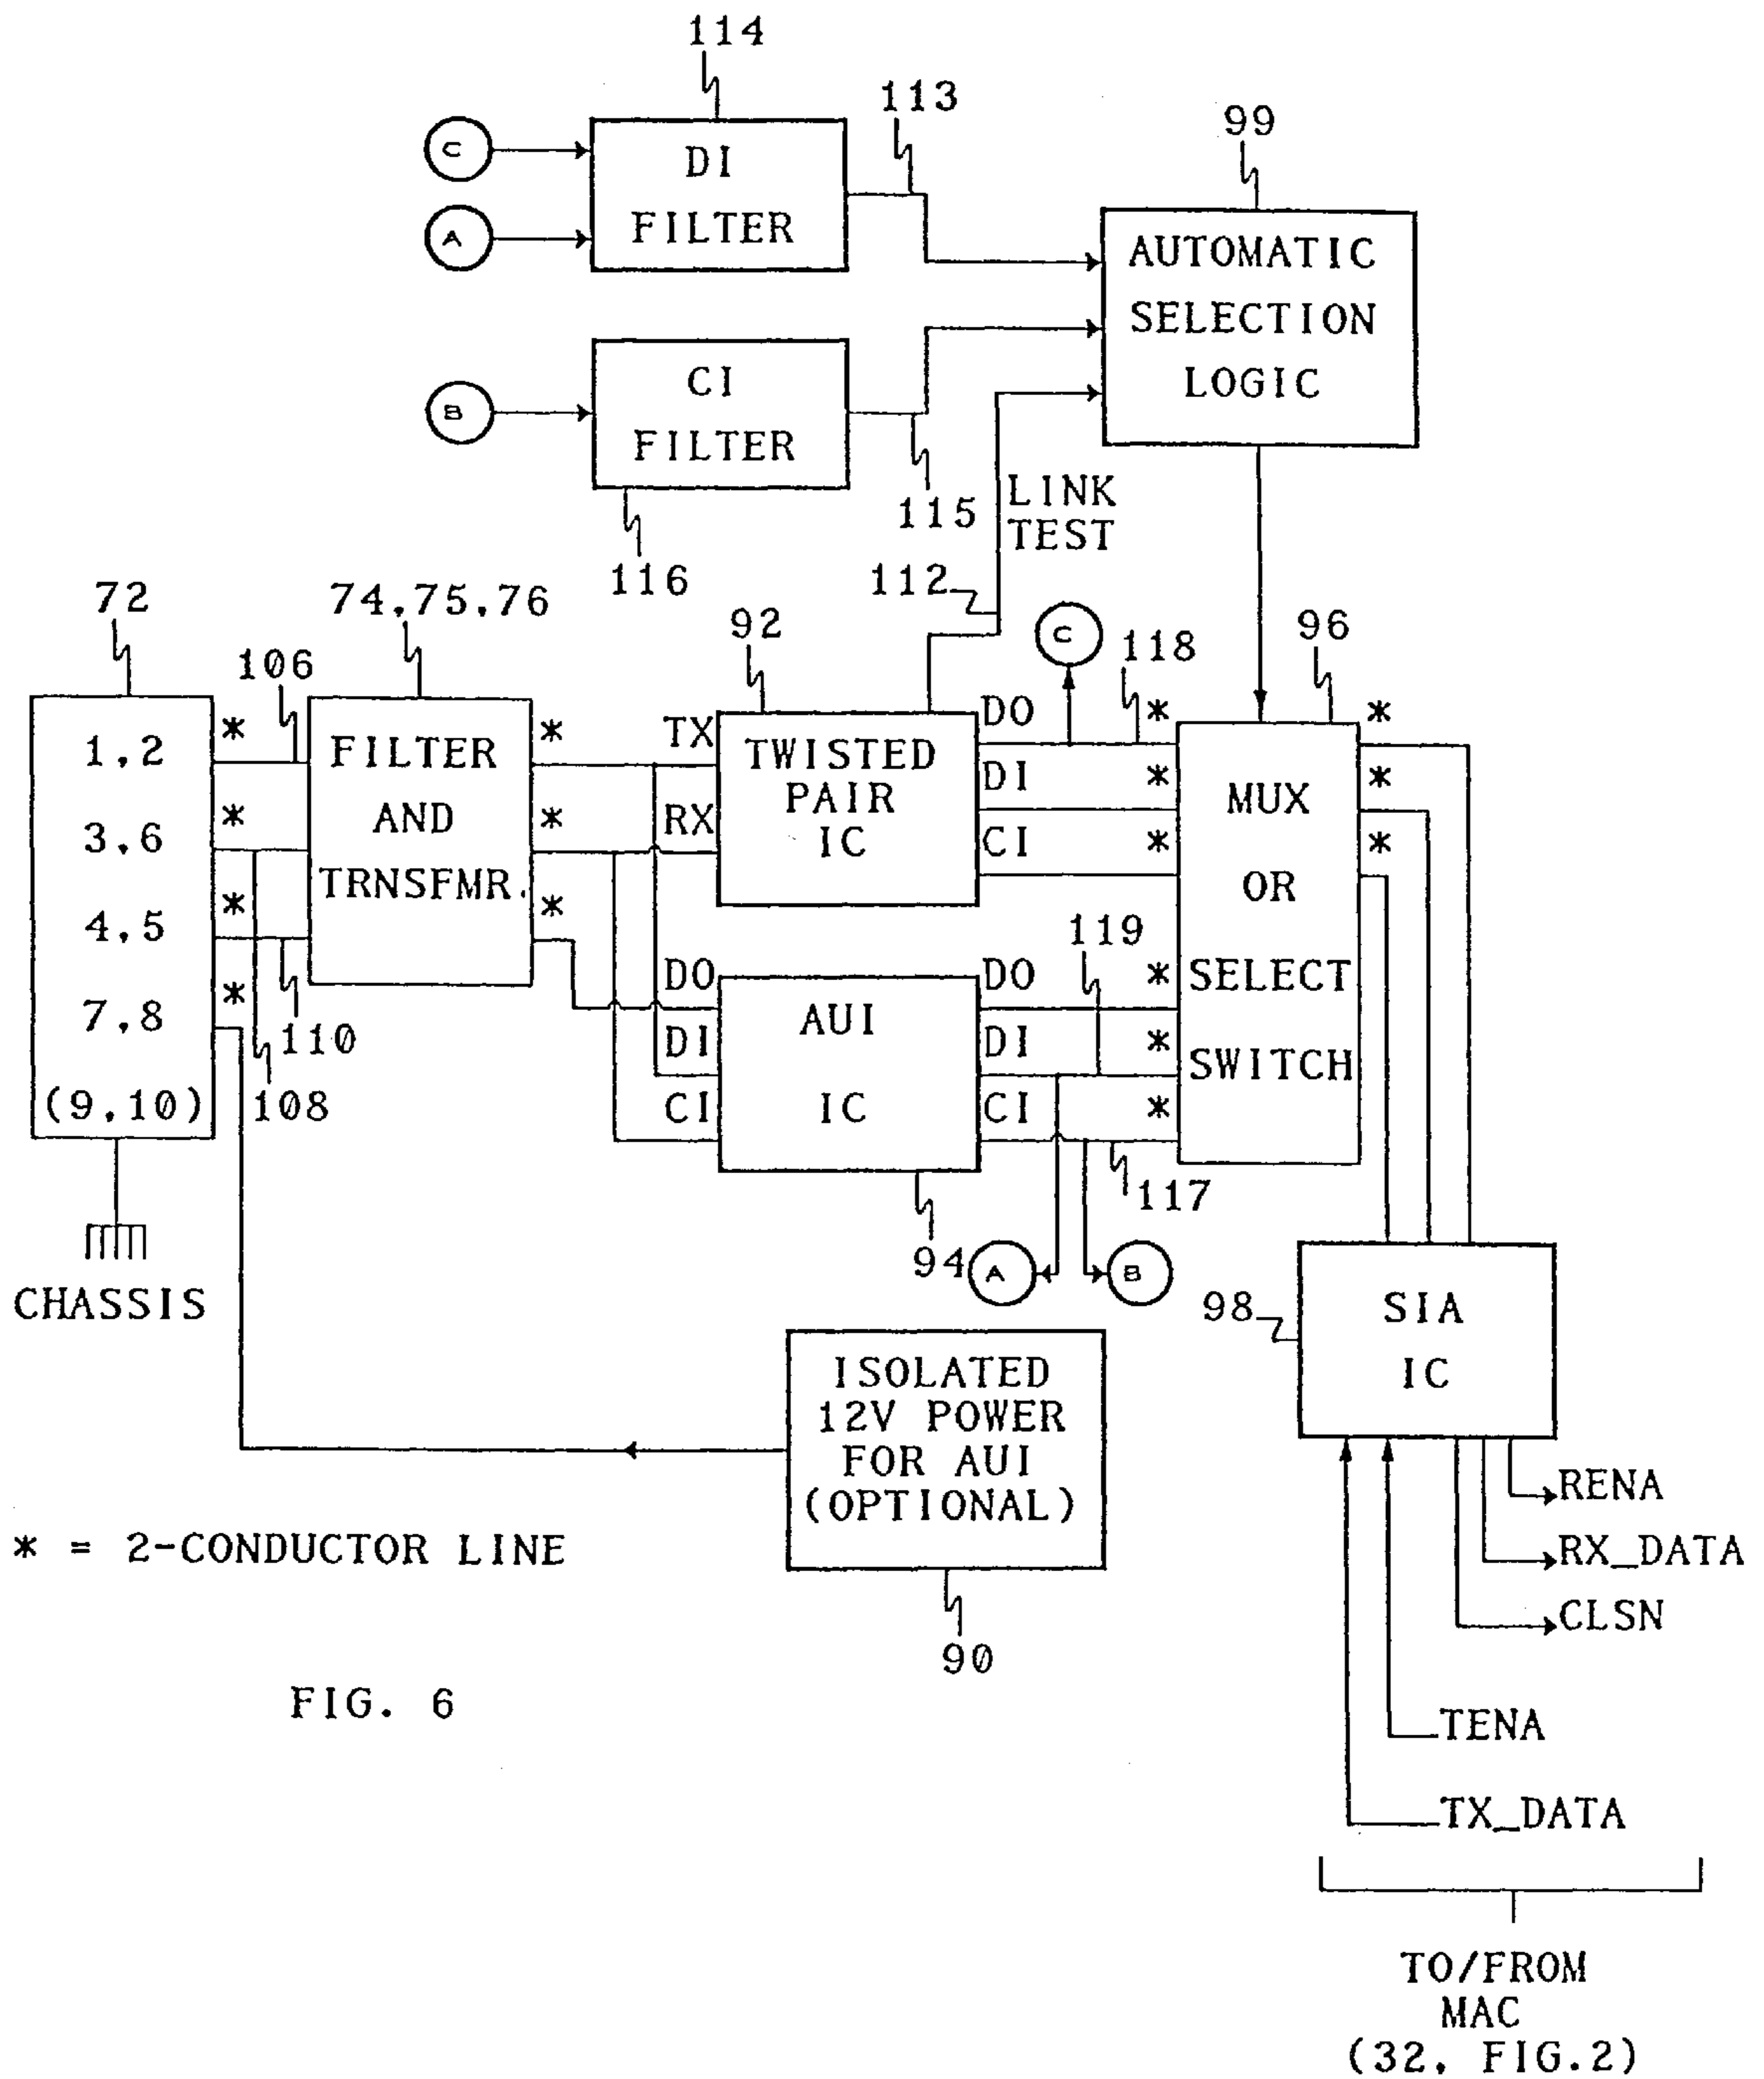 114
113
99
C
DI
FILTER
A
AUTOMATIC
SELECTION
LOGIC
CI
FILTER
B
115
LINK
TEST
116
112
72
74,75,76
92
C
118
96
106
*
*
TX
DO
*
*
1,2
FILTER
TWISTED
DI
*
*
PAIR
MUX
*
*
RX
3,6
AND
IC
CI
*
*
OR
*
TRNSFMR.
*
4,5
119
DO
DO
*
SELECT
*
7,8
110
AUI
DI
DI
*
SWITCH
(9,10)
108
CI
IC
CI
*
117
94
A
B
CHASSIS
98
SIA
IC
ISOLATED
12V POWER
FOR AUI
(OPTIONAL)
RENA
* = 2-CONDUCTOR LINE
RX_DATA
CLSN
90
FIG. 6
TENA
TX_DATA
TO/FROM
MAC
(32, FIG.2)